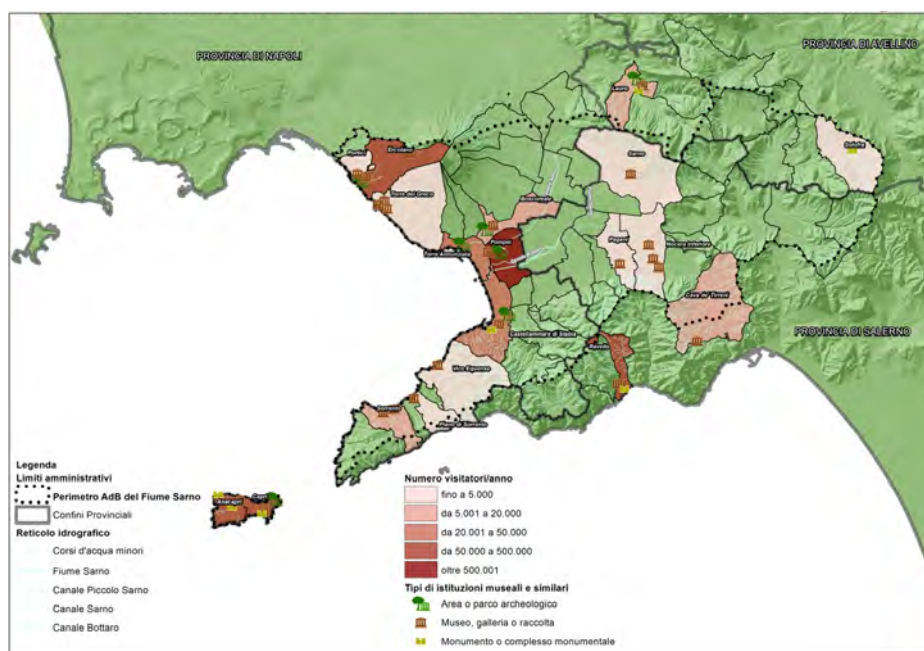 PROVINCIA DI NAPOLI
PROVINCIA DI AVELLINO
Lauro
Solofra
Portici
Ercolano
Sarno
Torre del Greco
Boscoreale
Pompei
Pagani
Nocera Inferiore
Torre Annunziata
Cava de' Tirreni
PROVINCIA DI SALERNO
Castellammare di Stabia
Ravello
Vico Equense
Sorrento
Piano di Sorrento
Anacapri
Capri
Legenda
Limiti amministrativi
Perimetro AdB del Fiume Sarno
Confini Provinciali
Reticolo idrografico
Corsi d'acqua minori
Fiume Sarno
Canale Piccolo Sarno
Canale Sarno
Canale Bottaro
Numero visitatori/anno
fino a 5.000
da 5.001 a 20.000
da 20.001 a 50.000
da 50.000 a 500.000
oltre 500.001
Tipi di istituzioni museali e similari
Area o parco archeologico
Museo, galleria o raccolta
Monumento o complesso monumentale